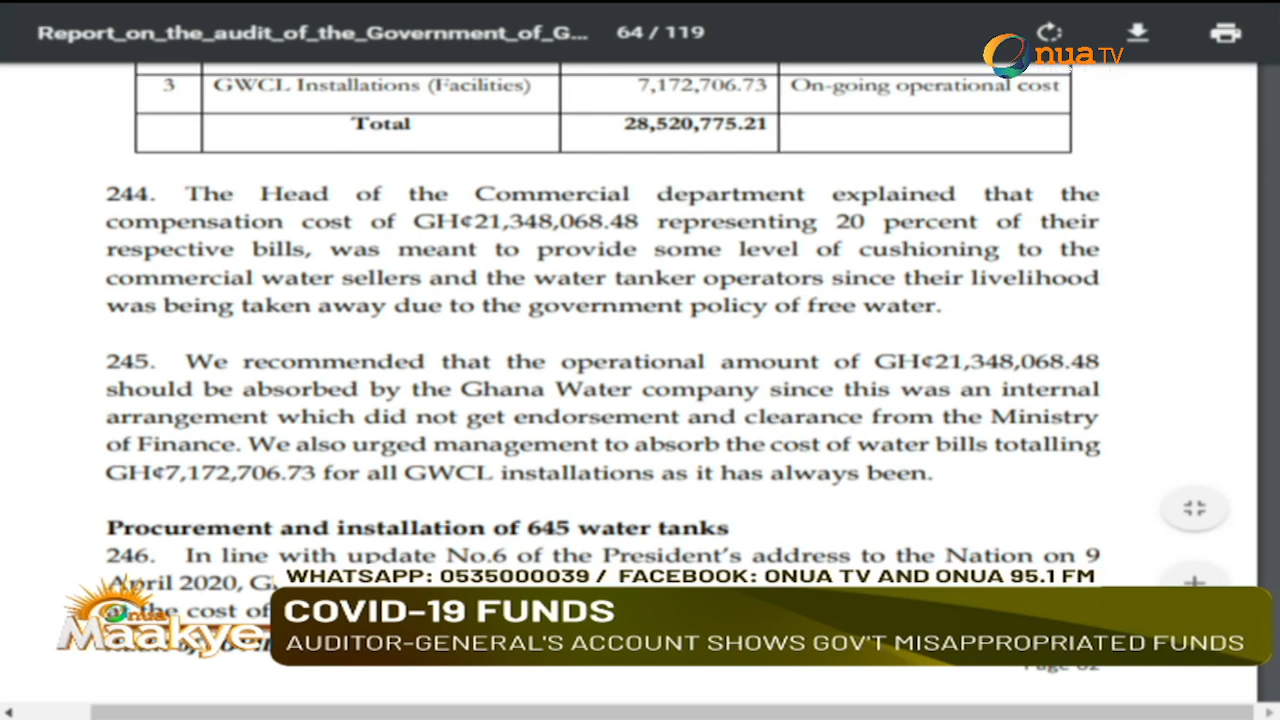 Report_on_the_audit_of_the_Government_of_G... 64 / 119
Onua TV
3 GWCL Installations (Facilities) 7,172,706.73 On-going operational cost
Total 28,520,775.21
244. The Head of the Commercial department explained that the
compensation cost of GH¢21,348,068.48 representing 20 percent of their
respective bills, was meant to provide some level of cushioning to the
commercial water sellers and the water tanker operators since their livelihood
was being taken away due to the government policy of free water.
245. We recommended that the operational amount of GH¢21,348,068.48
should be absorbed by the Ghana Water company since this was an internal
arrangement which did not get endorsement and clearance from the Ministry
of Finance. We also urged management to absorb the cost of water bills totalling
GH¢7,172,706.73 for all GWCL installations as it has always been.
Procurement and installation of 645 water tanks
246. In line with update No.6 of the President's address to the Nation on 9
April 2020, G
WHATSAPP: 0535000039 / FACEBOOK: ONUA TV AND ONUA 95.1 FM
the cost of
Onua
Maakye
COVID-19 FUNDS
AUDITOR-GENERAL'S ACCOUNT SHOWS GOV'T MISAPPROPRIATED FUNDS
Page 62